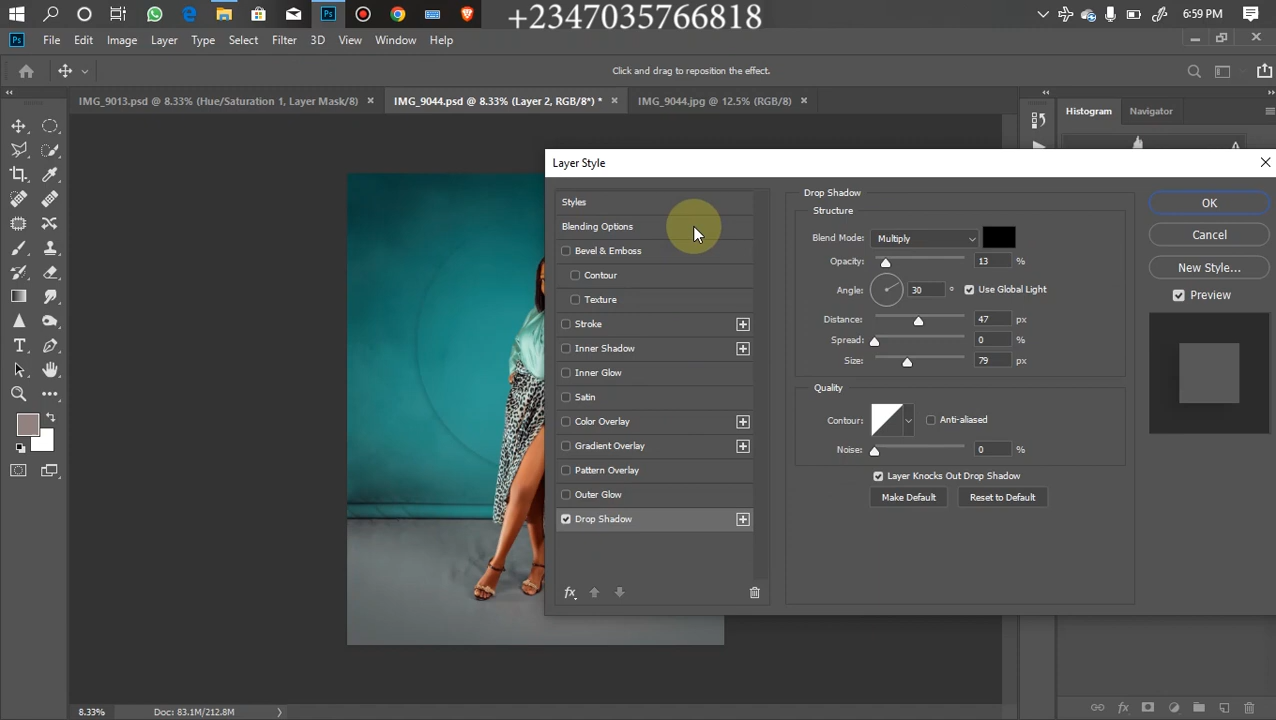 +2347035766818
6:59 PM
File Edit Image Layer Type Select Filter 3D View Window Help
Click and drag to reposition the effect.
IMG_9013.psd @ 8.33% (Hue/Saturation 1, Layer Mask/8)
IMG_9044.psd @ 8.33% (Layer 2, RGB/8*) *
IMG_9044.jpg @ 12.5% (RGB/8)
Histogram
Navigator
Layer Style
Styles
Blending Options
Bevel & Emboss
Contour
Texture
Stroke
Inner Shadow
Inner Glow
Satin
Color Overlay
Gradient Overlay
Pattern Overlay
Outer Glow
Drop Shadow
fx
Drop Shadow
Structure
Blend Mode: Multiply
Opacity: 13 %
Angle: 30 ° Use Global Light
Distance: 47 px
Spread: 0 %
Size: 79 px
Quality
Contour: Anti-aliased
Noise: 0 %
Layer Knocks Out Drop Shadow
Make Default
Reset to Default
OK
Cancel
New Style...
Preview
8.33%
Doc: 83.1M/212.8M
fx